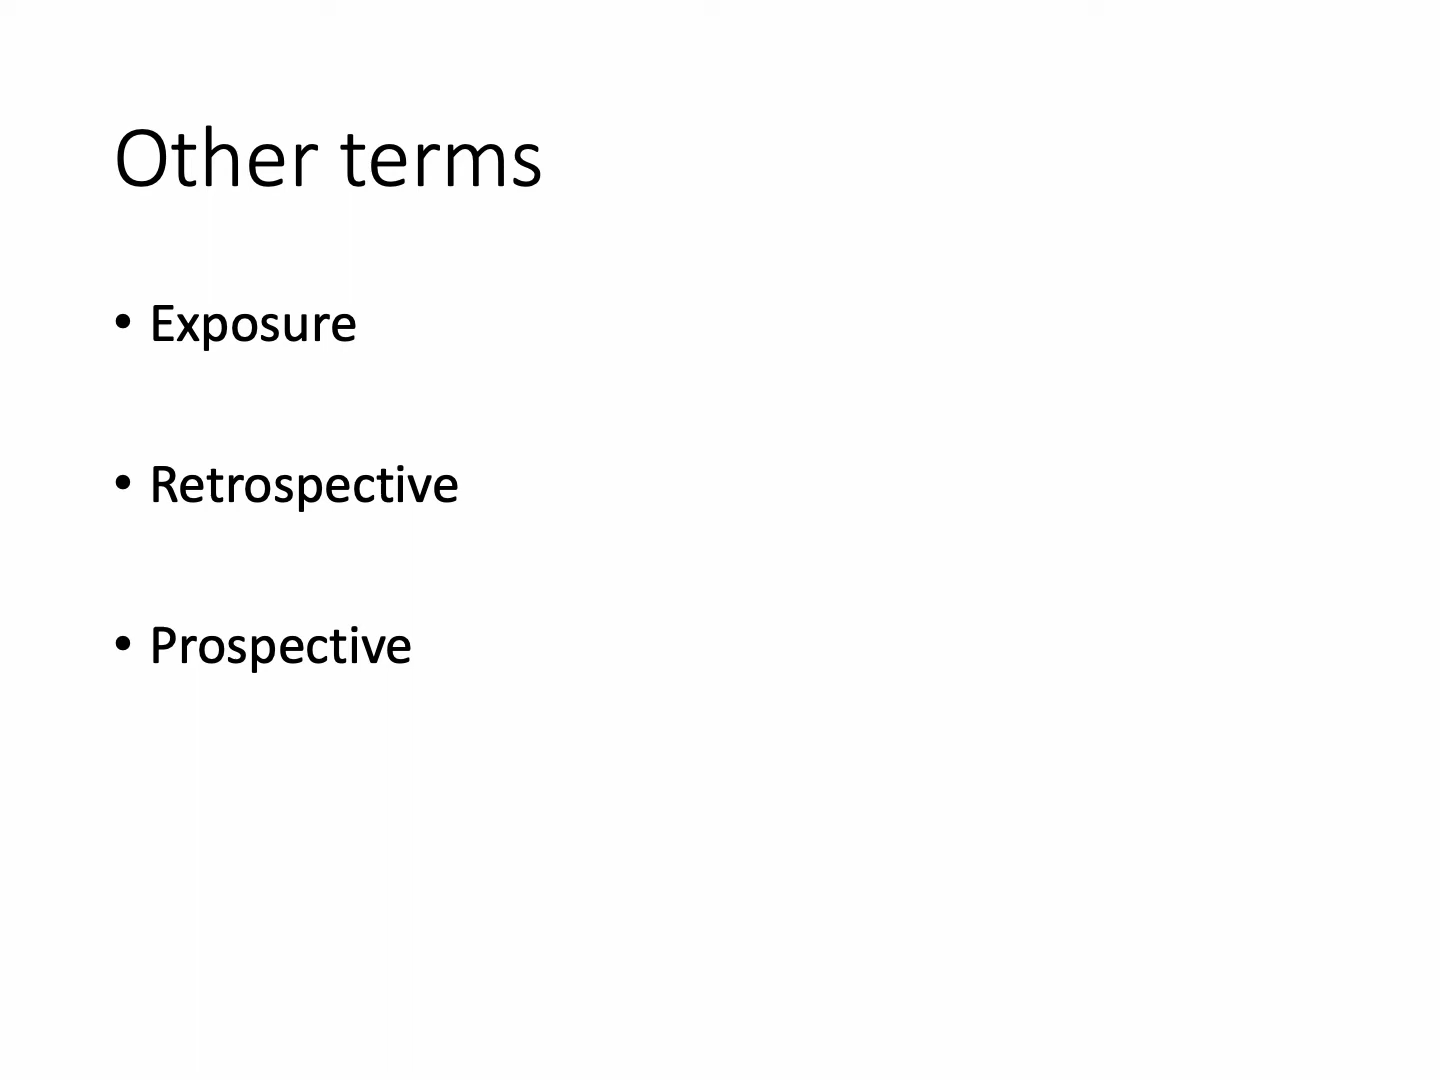 Other terms
• Exposure
• Retrospective
• Prospective